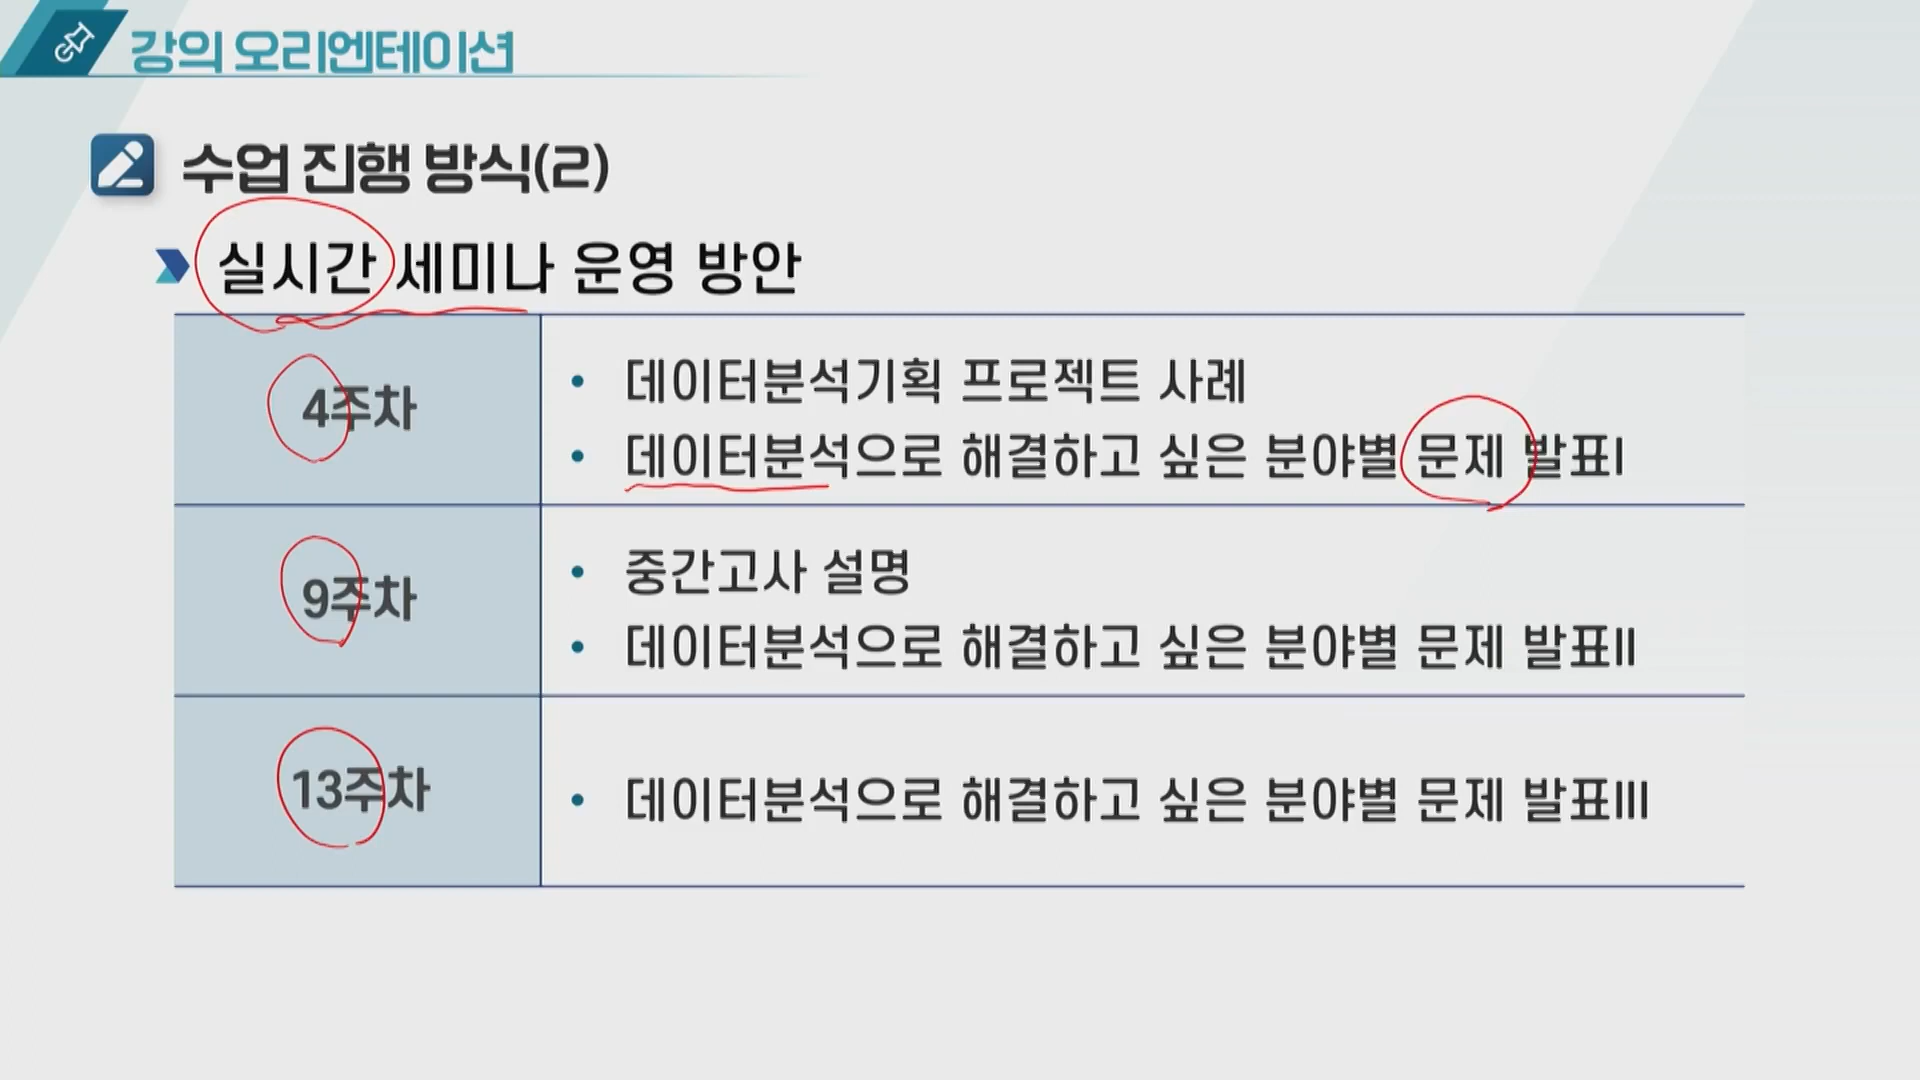 강의 오리엔테이션
수업 진행 방식(2)
실시간 세미나 운영 방안
4주차
• 데이터분석기획 프로젝트 사례
• 데이터분석으로 해결하고 싶은 분야별 문제 발표I
9주차
• 중간고사 설명
• 데이터분석으로 해결하고 싶은 분야별 문제 발표II
13주차
• 데이터분석으로 해결하고 싶은 분야별 문제 발표III